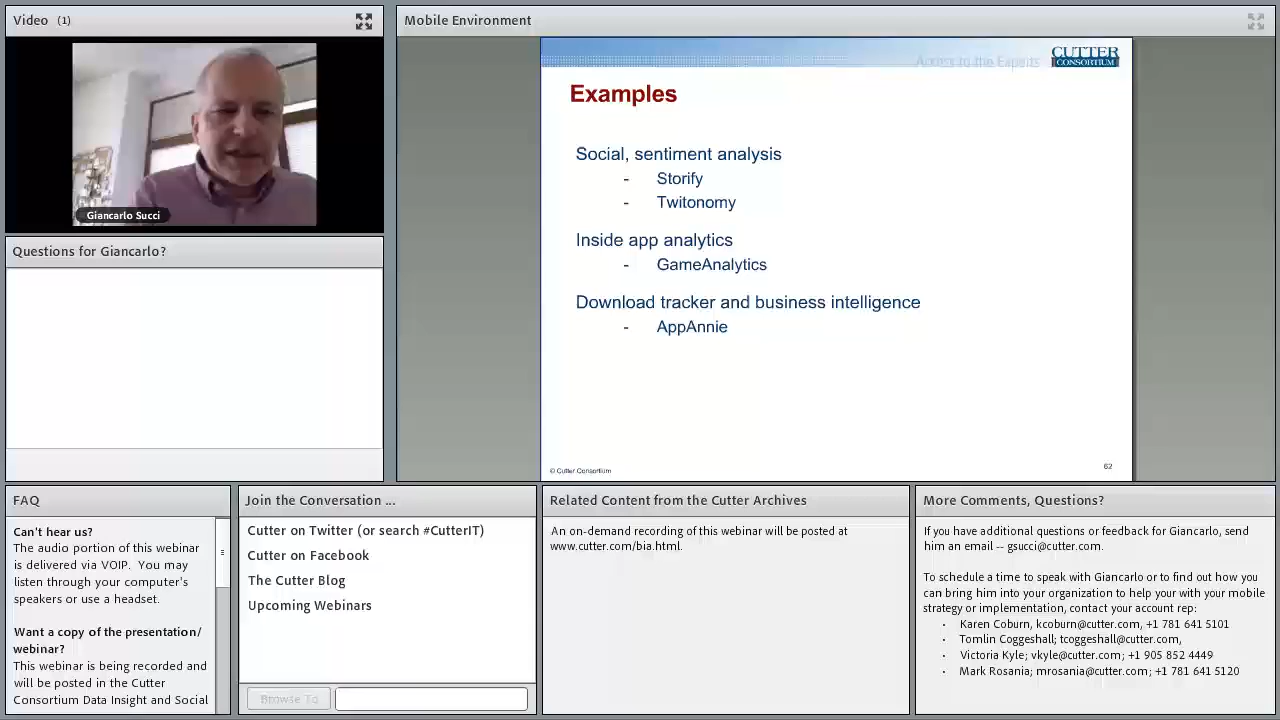 Video (1)
Giancarlo Succi
Questions for Giancarlo?
Mobile Environment
Access to the Experts
CUTTER
CONSORTIUM
Examples
Social, sentiment analysis
- Storify
- Twitonomy
Inside app analytics
- GameAnalytics
Download tracker and business intelligence
- AppAnnie
© Cutter Consortium
62
FAQ
Can't hear us?
The audio portion of this webinar
is delivered via VOIP. You may
listen through your computer's
speakers or use a headset.
Want a copy of the presentation/
webinar?
This webinar is being recorded and
will be posted in the Cutter
Consortium Data Insight and Social
Join the Conversation ...
Cutter on Twitter (or search #CutterIT)
Cutter on Facebook
The Cutter Blog
Upcoming Webinars
Browse To
Related Content from the Cutter Archives
An on-demand recording of this webinar will be posted at
www.cutter.com/bia.html.
More Comments, Questions?
If you have additional questions or feedback for Giancarlo, send
him an email -- gsucci@cutter.com.
To schedule a time to speak with Giancarlo or to find out how you
can bring him into your organization to help your with your mobile
strategy or implementation, contact your account rep:
· Karen Coburn, kcoburn@cutter.com, +1 781 641 5101
· Tomlin Coggeshall; tcoggeshall@cutter.com,
· Victoria Kyle; vkyle@cutter.com; +1 905 852 4449
· Mark Rosania; mrosania@cutter.com; +1 781 641 5120